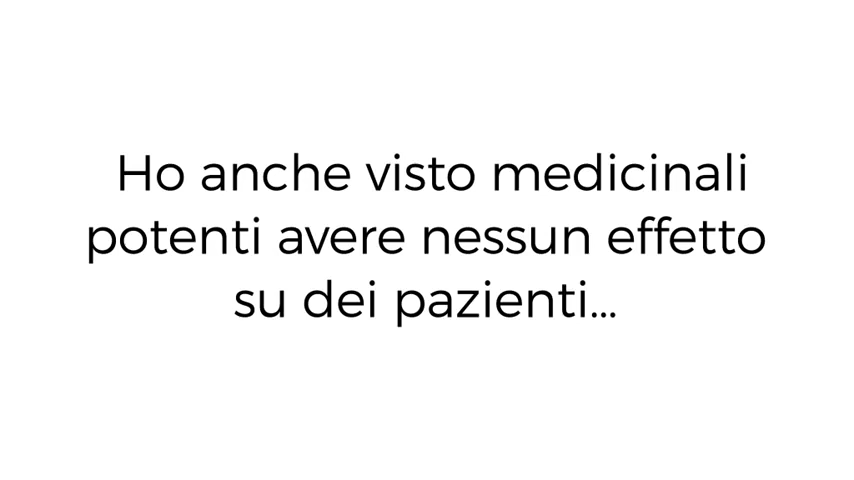 Ho anche visto medicinali
potenti avere nessun effetto
su dei pazienti...